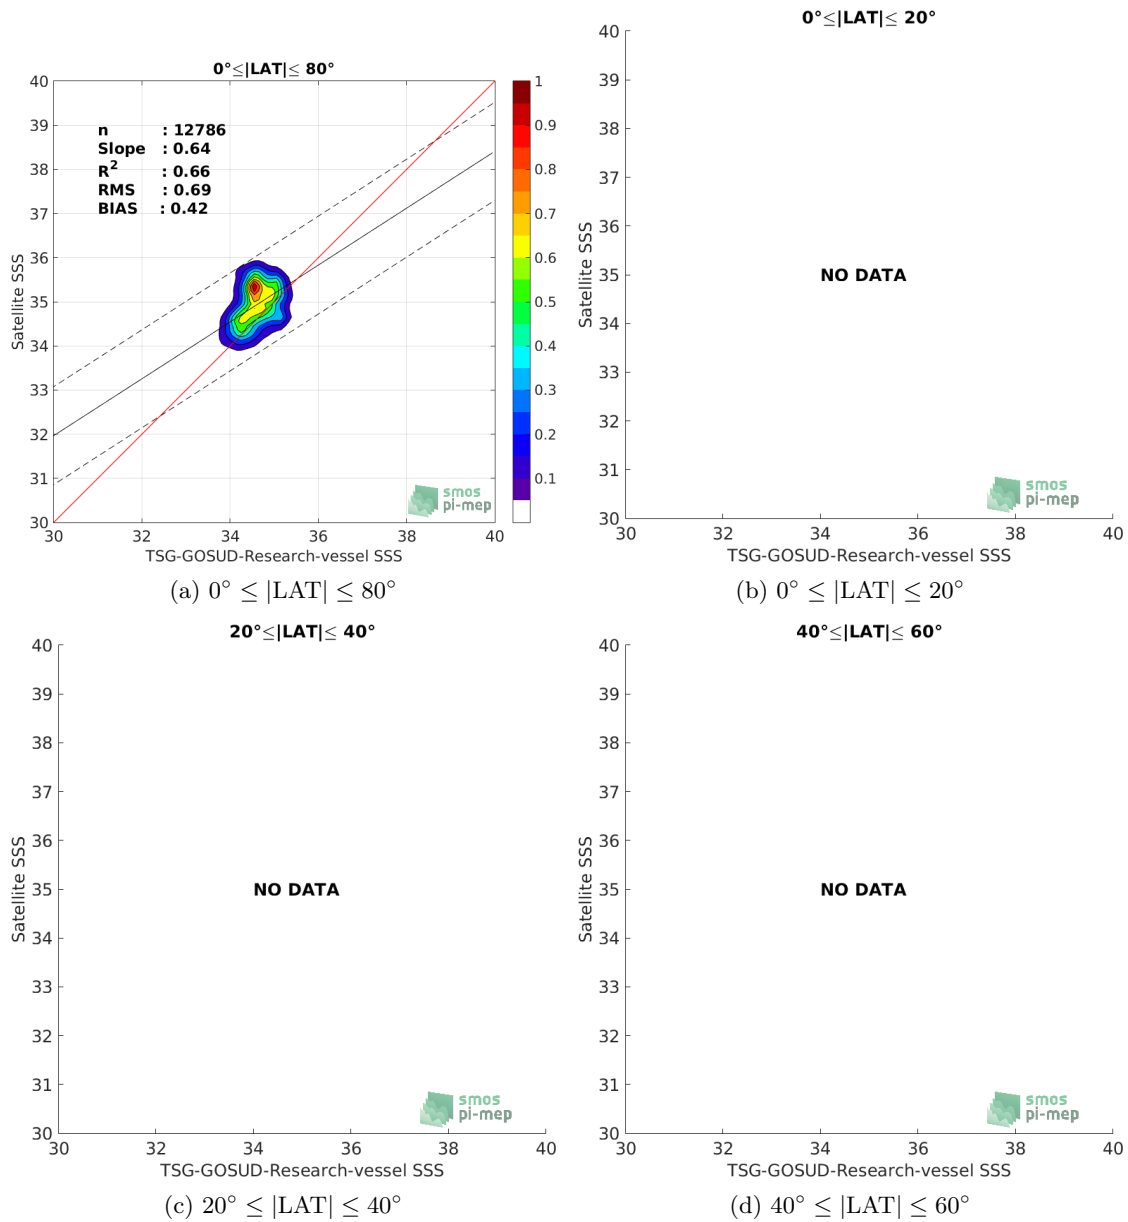 0°≤|LAT|≤ 80°
40
39
38
37
36
35
34
33
32
31
30
30
32
34
36
38
40
Satellite SSS
TSG-GOSUD-Research-vessel SSS
n : 12786
Slope : 0.64
R² : 0.66
RMS : 0.69
BIAS : 0.42
1
0.9
0.8
0.7
0.6
0.5
0.4
0.3
0.2
0.1
smos
pi-mep
(a) 0° ≤ |LAT| ≤ 80°
0°≤|LAT|≤ 20°
40
39
38
37
36
35
34
33
32
31
30
30
32
34
36
38
40
Satellite SSS
NO DATA
smos
pi-mep
TSG-GOSUD-Research-vessel SSS
(b) 0° ≤ |LAT| ≤ 20°
20°≤|LAT|≤ 40°
40
39
38
37
36
35
34
33
32
31
30
30
32
34
36
38
40
Satellite SSS
NO DATA
smos
pi-mep
TSG-GOSUD-Research-vessel SSS
(c) 20° ≤ |LAT| ≤ 40°
40°≤|LAT|≤ 60°
40
39
38
37
36
35
34
33
32
31
30
30
32
34
36
38
40
Satellite SSS
NO DATA
smos
pi-mep
TSG-GOSUD-Research-vessel SSS
(d) 40° ≤ |LAT| ≤ 60°